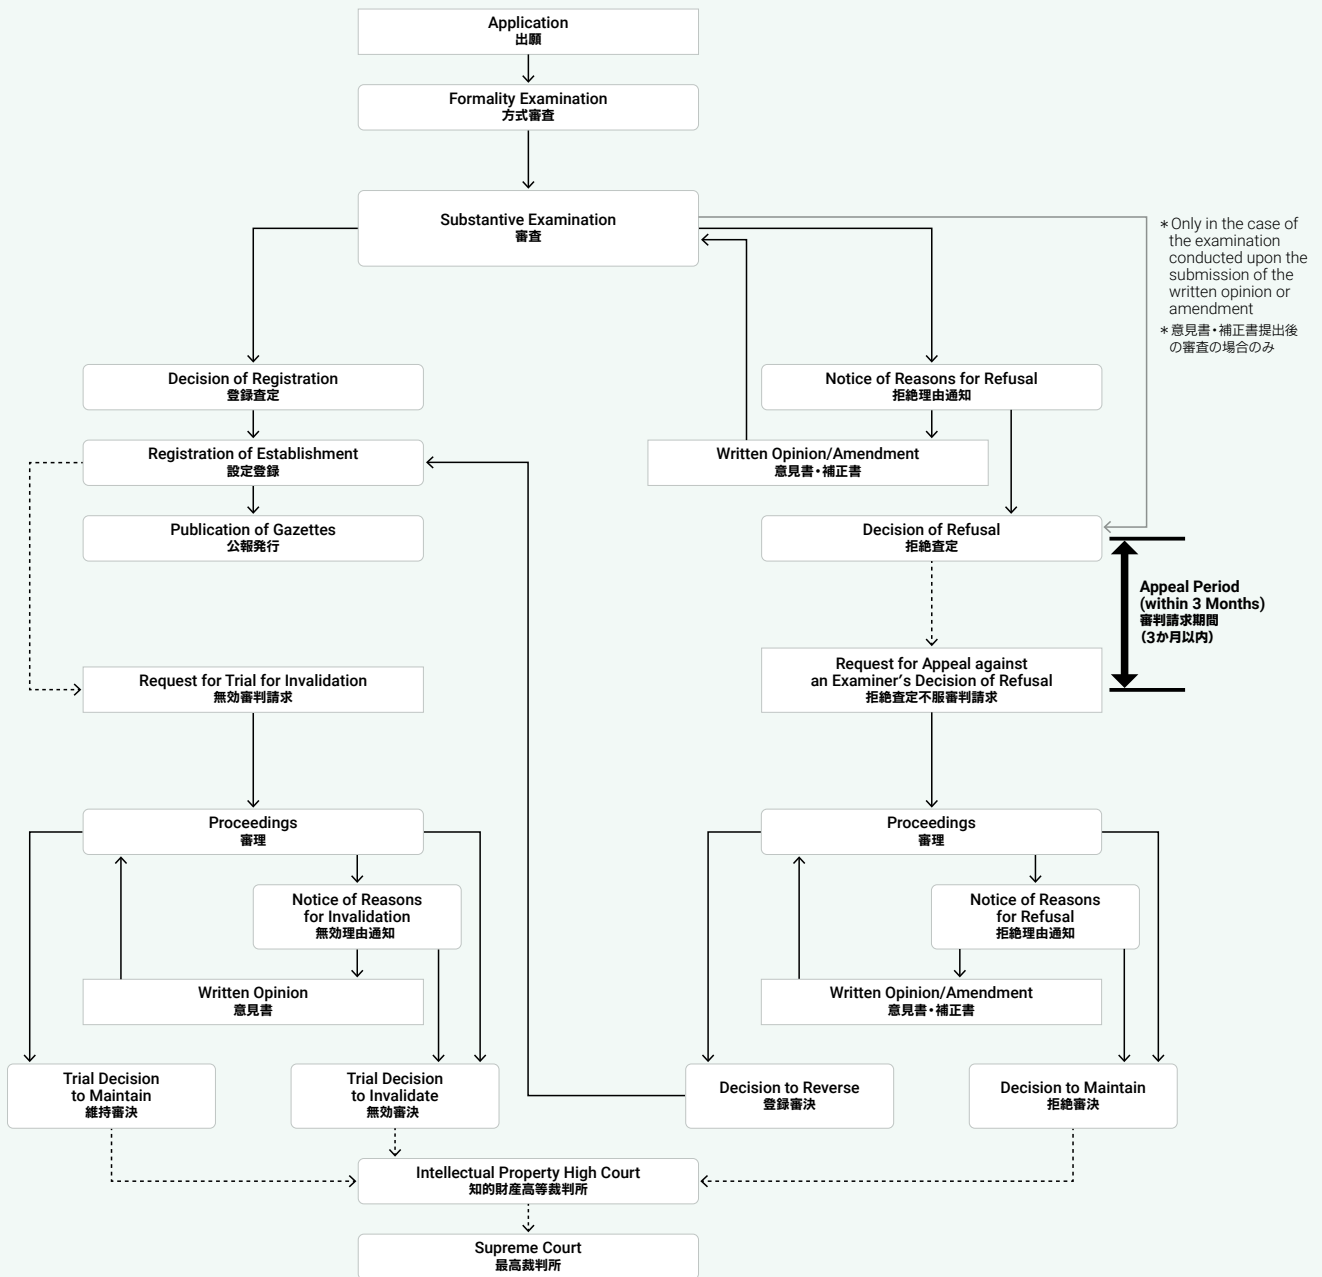 Application
出願
Formality Examination
方式審査
Substantive Examination
審査
＊Only in the case of
the examination
conducted upon the
submission of the
written opinion or
amendment
＊意見書・補正書提出後
の審査の場合のみ
Decision of Registration
登録査定
Notice of Reasons for Refusal
拒絶理由通知
Registration of Establishment
設定登録
Written Opinion/Amendment
意見書・補正書
Publication of Gazettes
公報発行
Decision of Refusal
拒絶査定
Appeal Period
(within 3 Months)
審判請求期間
（3か月以内）
Request for Trial for Invalidation
無効審判請求
Request for Appeal against
an Examiner’s Decision of Refusal
拒絶査定不服審判請求
Proceedings
審理
Proceedings
審理
Notice of Reasons
for Invalidation
無効理由通知
Notice of Reasons
for Refusal
拒絶理由通知
Written Opinion
意見書
Written Opinion/Amendment
意見書・補正書
Trial Decision
to Maintain
維持審決
Trial Decision
to Invalidate
無効審決
Decision to Reverse
登録審決
Decision to Maintain
拒絶審決
Intellectual Property High Court
知的財産高等裁判所
Supreme Court
最高裁判所